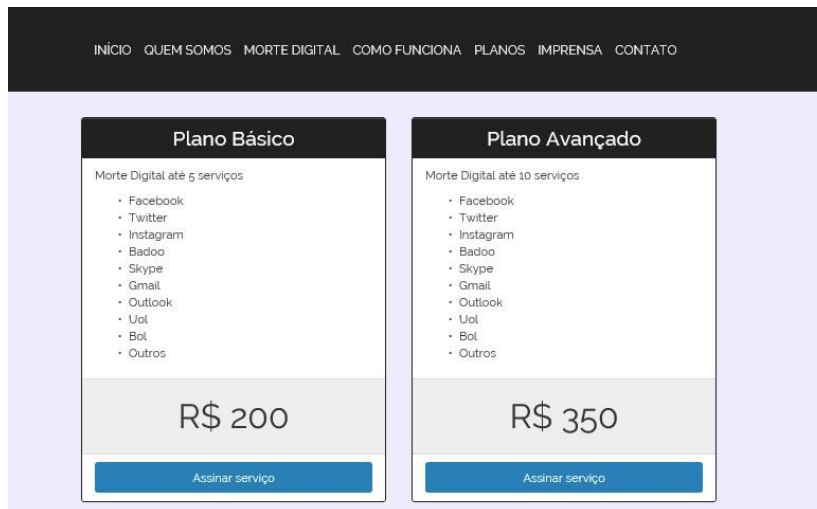 INÍCIO QUEM SOMOS MORTE DIGITAL COMO FUNCIONA PLANOS IMPRENSA CONTATO
Plano Básico
Morte Digital até 5 serviços
• Facebook
• Twitter
• Instagram
• Badoo
• Skype
• Gmail
• Outlook
• Uol
• Bol
• Outros
R$ 200
Assinar serviço
Plano Avançado
Morte Digital até 10 serviços
• Facebook
• Twitter
• Instagram
• Badoo
• Skype
• Gmail
• Outlook
• Uol
• Bol
• Outros
R$ 350
Assinar serviço